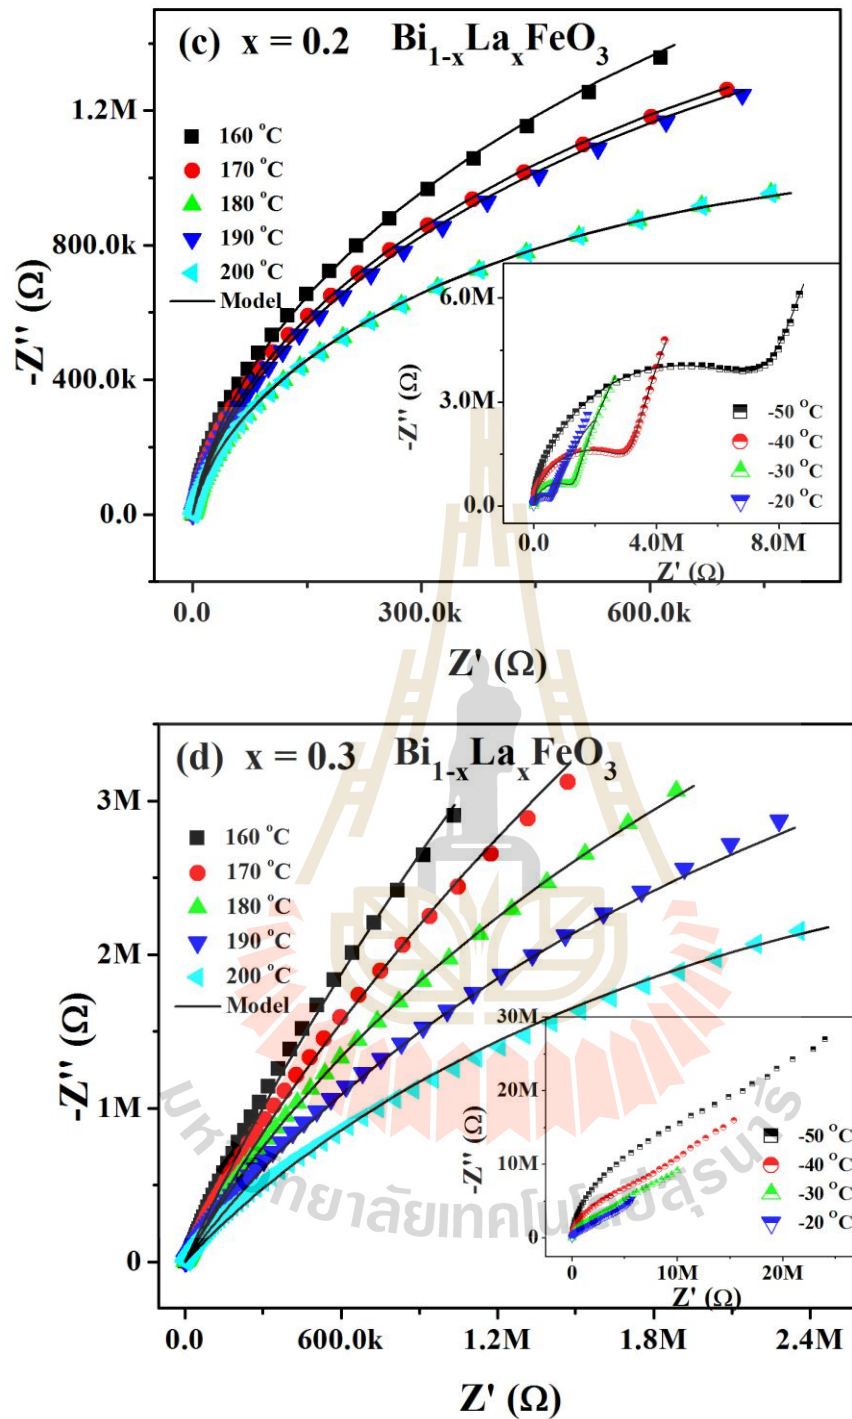 (c) x = 0.2 Bi₁₋ₓLaₓFeO₃
1.2M
800.0k
400.0k
0.0
-Z'' (Ω)
160 °C
170 °C
180 °C
190 °C
200 °C
Model
6.0M
3.0M
0.0
-Z'' (Ω)
-50 °C
-40 °C
-30 °C
-20 °C
0.0 4.0M 8.0M
Z' (Ω)
0.0 300.0k 600.0k
Z' (Ω)
(d) x = 0.3 Bi₁₋ₓLaₓFeO₃
3M
2M
1M
0
-Z'' (Ω)
160 °C
170 °C
180 °C
190 °C
200 °C
Model
30M
20M
10M
0
-Z'' (Ω)
-50 °C
-40 °C
-30 °C
-20 °C
0 10M 20M
Z' (Ω)
0.0 600.0k 1.2M 1.8M 2.4M
Z' (Ω)